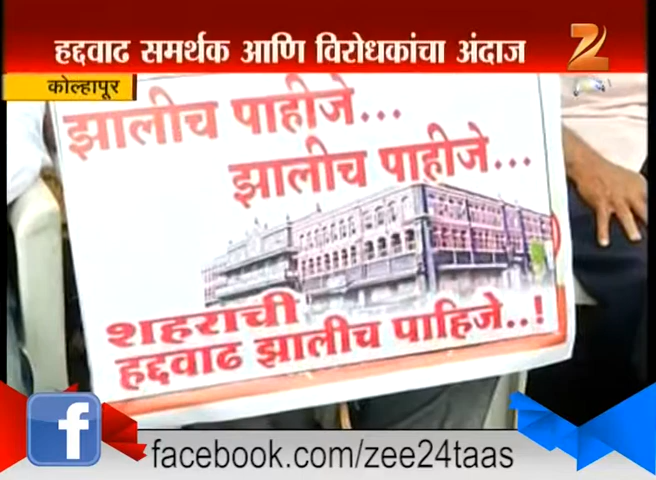 हद्दवाढ समर्थक आणि विरोधकांचा अंदाज
कोल्हापूर
झालीच पाहीजे...
झालीच पाहीजे...
शहराची
हद्दवाढ झालीच पाहिजे..!
facebook.com/zee24taas